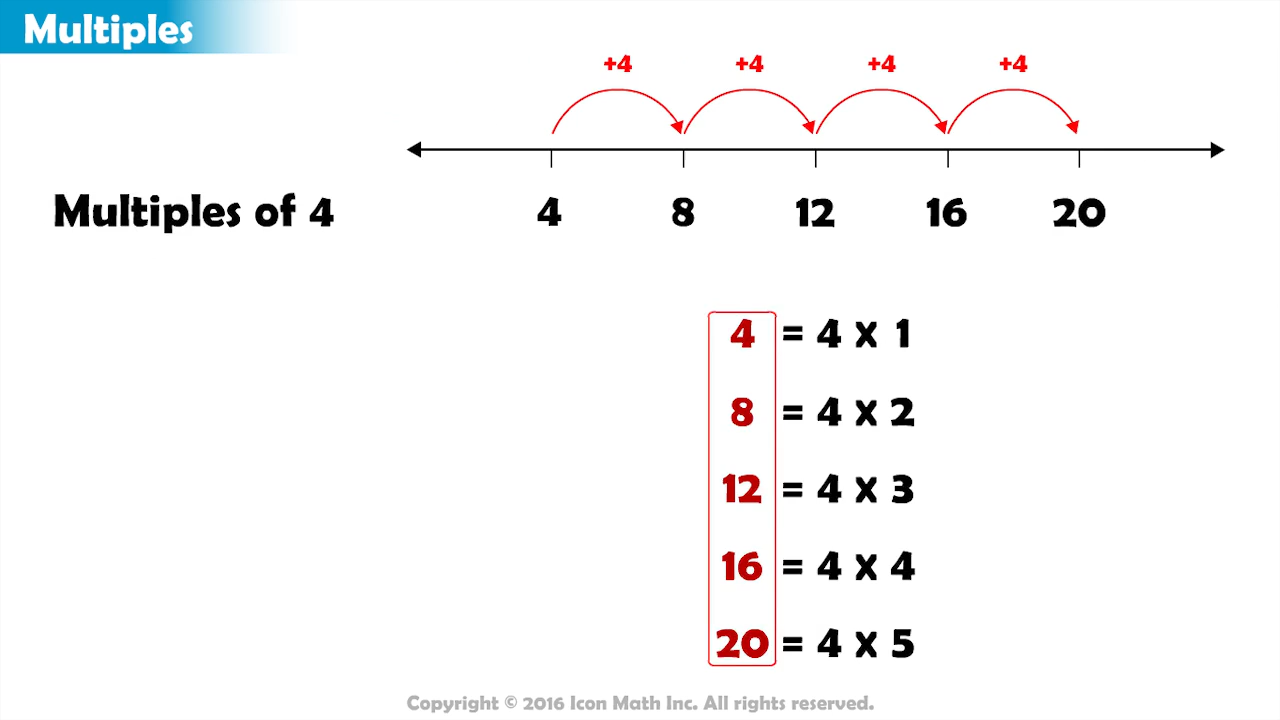 Multiples
+4 +4 +4 +4
Multiples of 4 4 8 12 16 20
4 = 4 x 1
8 = 4 x 2
12 = 4 x 3
16 = 4 x 4
20 = 4 x 5
Copyright © 2016 Icon Math Inc. All rights reserved.